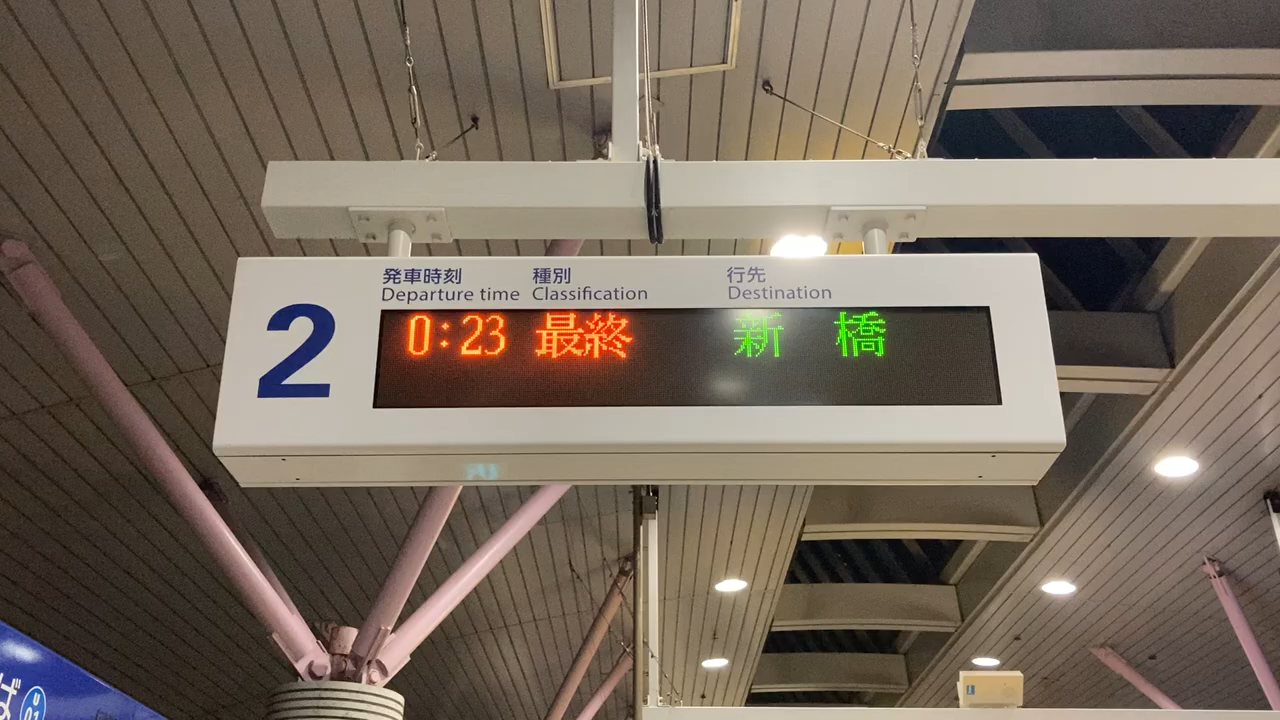 2
発車時刻 種別 行先
Departure time Classification Destination
0:23 最終 新 橋
U